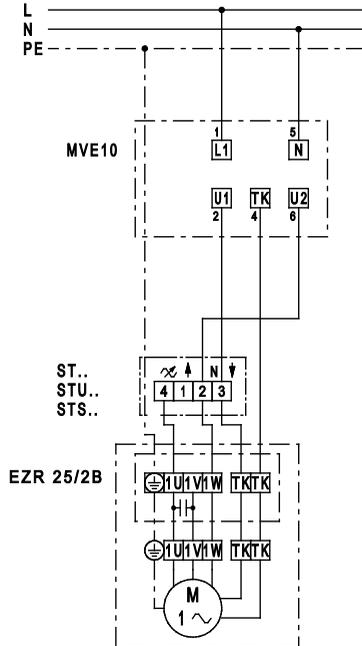 L
N
PE
1 5
MVE10 L1 N
U1 TK U2
2 4 6
ST.. N
STU.. 4 1 2 3
STS..
EZR 25/2B 1U 1V 1W TK TK
1U 1V 1W TK TK
M
1